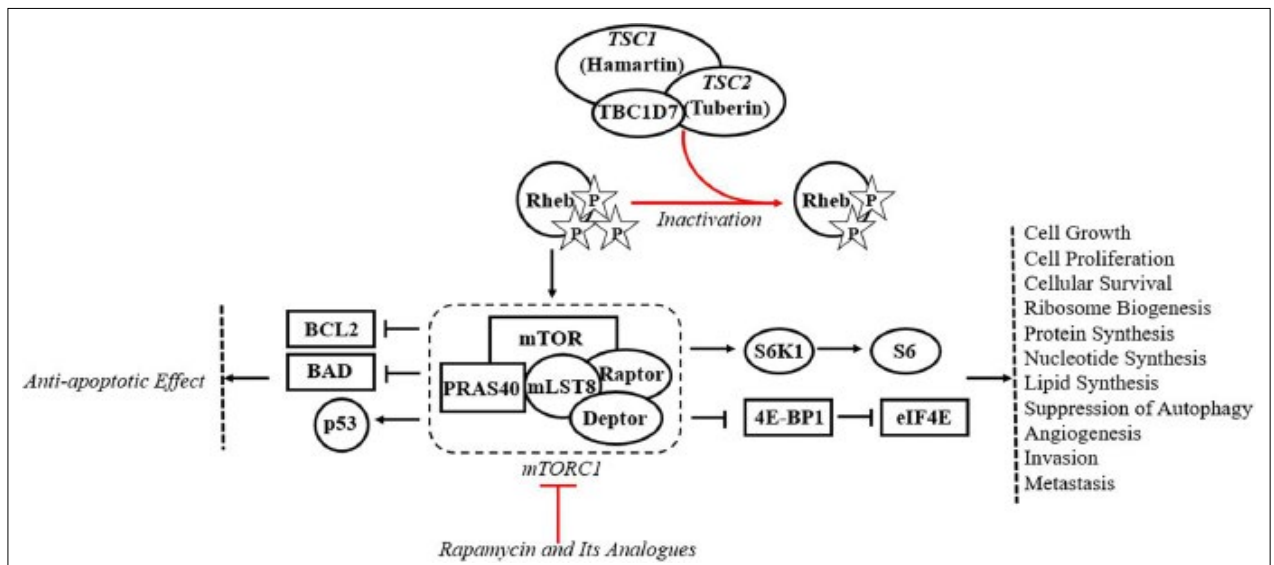 TSC1
(Hamartin)
TSC2
(Tuberin)
TBC1D7
Rheb
P
P
P
Inactivation
Rheb
P
P
Cell Growth
Cell Proliferation
Cellular Survival
Ribosome Biogenesis
Protein Synthesis
Nucleotide Synthesis
Lipid Synthesis
Suppression of Autophagy
Angiogenesis
Invasion
Metastasis
Anti-apoptotic Effect
BCL2
BAD
p53
mTOR
PRAS40
mLST8
Raptor
Deptor
mTORC1
S6K1
S6
4E-BP1
eIF4E
Rapamycin and Its Analogues